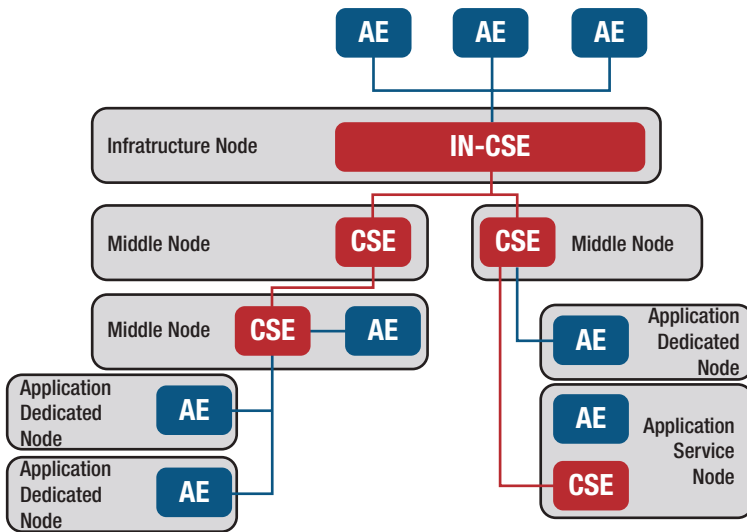 AE
AE
AE
Infratructure Node
IN-CSE
Middle Node
CSE
CSE
Middle Node
Middle Node
CSE
AE
AE
Application
Dedicated
Node
Application
Dedicated
Node
AE
AE
Application
Service
Node
CSE
Application
Dedicated
Node
AE